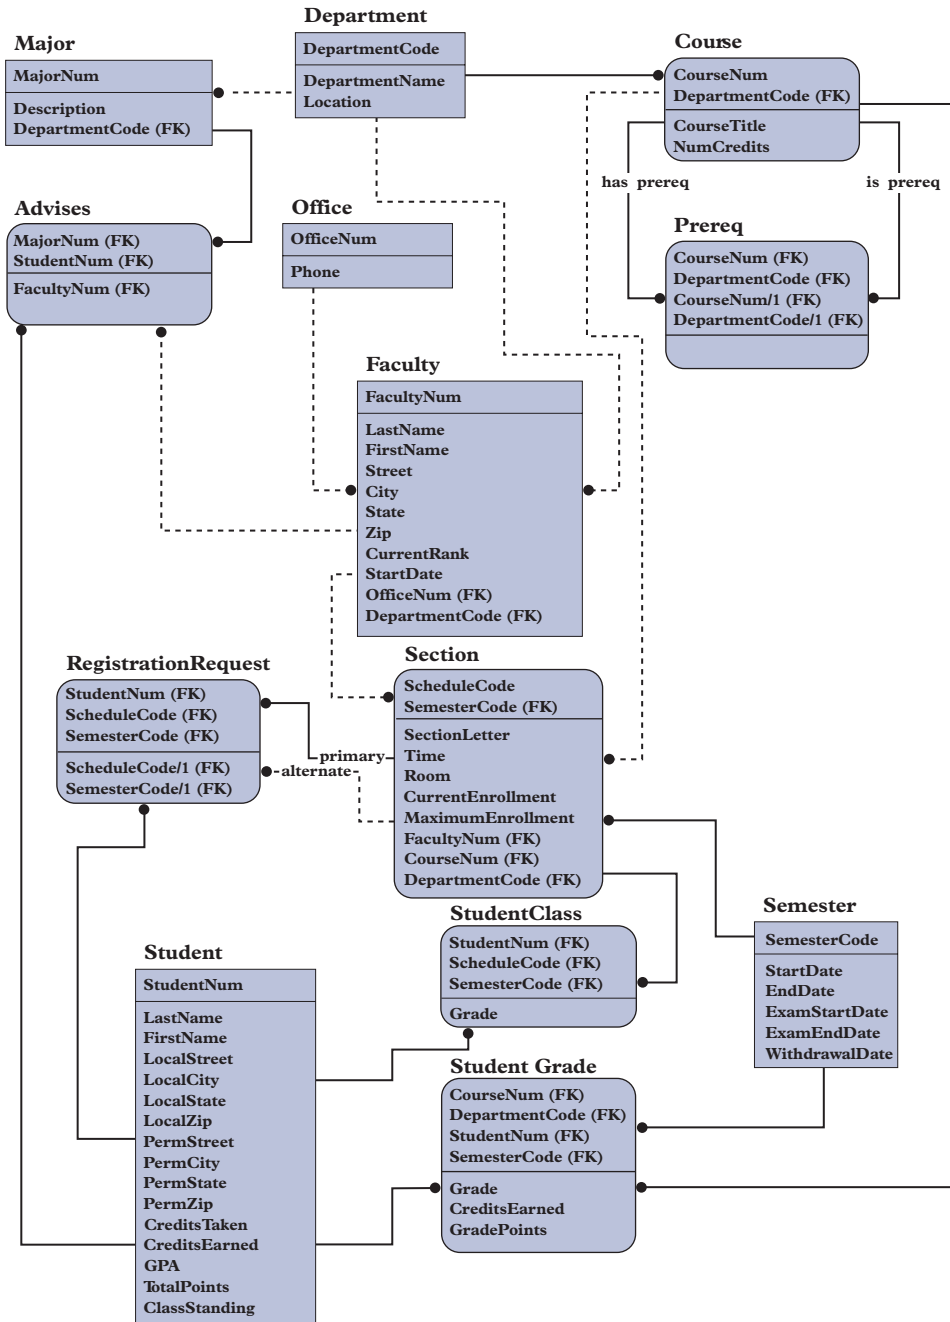 Department
DepartmentCode
DepartmentName
Location
Major
MajorNum
Description
DepartmentCode (FK)
Course
CourseNum
DepartmentCode (FK)
CourseTitle
NumCredits
has prereq
is prereq
Advises
MajorNum (FK)
StudentNum (FK)
FacultyNum (FK)
Office
OfficeNum
Phone
Prereq
CourseNum (FK)
DepartmentCode (FK)
CourseNum/1 (FK)
DepartmentCode/1 (FK)
Faculty
FacultyNum
LastName
FirstName
Street
City
State
Zip
CurrentRank
StartDate
OfficeNum (FK)
DepartmentCode (FK)
RegistrationRequest
StudentNum (FK)
ScheduleCode (FK)
SemesterCode (FK)
ScheduleCode/1 (FK)
SemesterCode/1 (FK)
primary
alternate
Section
ScheduleCode
SemesterCode (FK)
SectionLetter
Time
Room
CurrentEnrollment
MaximumEnrollment
FacultyNum (FK)
CourseNum (FK)
DepartmentCode (FK)
StudentClass
StudentNum (FK)
ScheduleCode (FK)
SemesterCode (FK)
Grade
Semester
SemesterCode
StartDate
EndDate
ExamStartDate
ExamEndDate
WithdrawalDate
Student
StudentNum
LastName
FirstName
LocalStreet
LocalCity
LocalState
LocalZip
PermStreet
PermCity
PermState
PermZip
CreditsTaken
CreditsEarned
GPA
TotalPoints
ClassStanding
Student Grade
CourseNum (FK)
DepartmentCode (FK)
StudentNum (FK)
SemesterCode (FK)
Grade
CreditsEarned
GradePoints